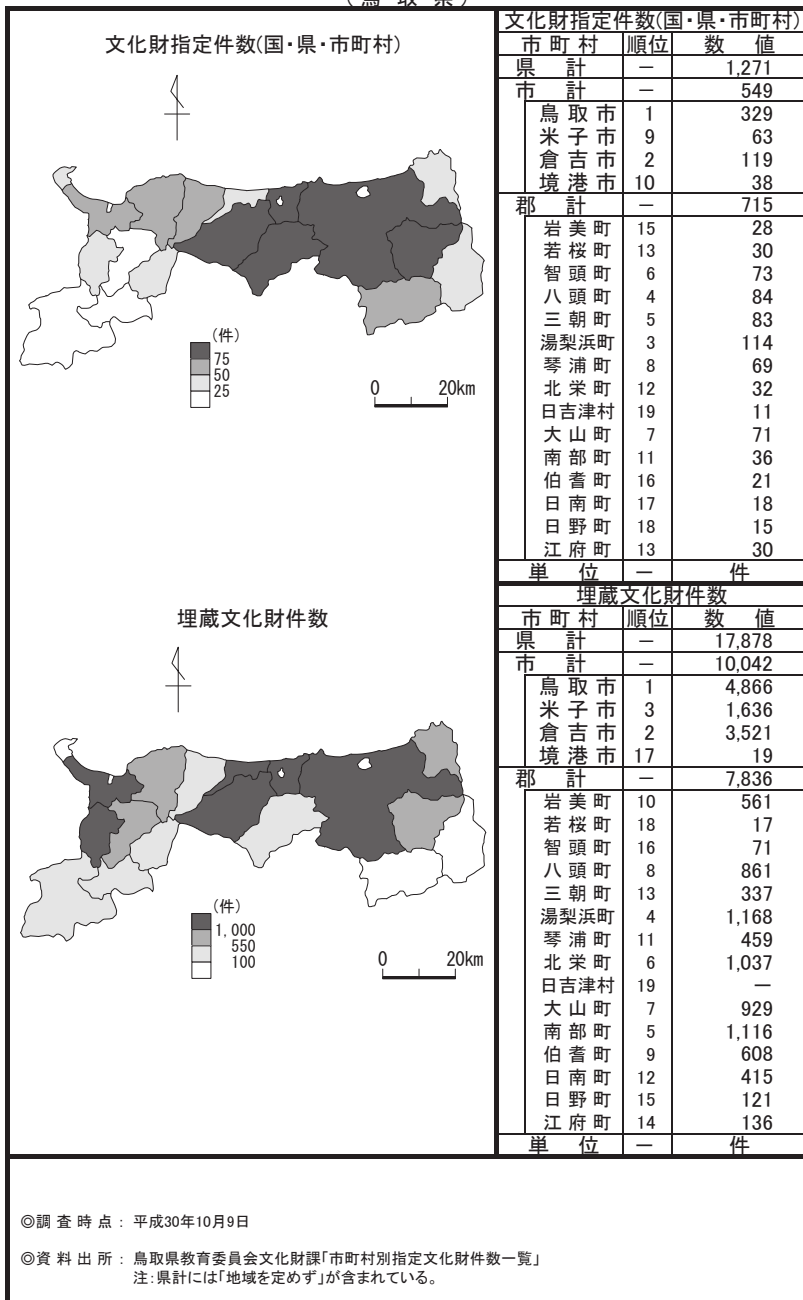 (鳥取県)
文化財指定件数(国・県・市町村)
(件)
75
50
25
0 20km
文化財指定件数(国・県・市町村)
市町村 順位 数値
県計 － 1,271
市計 － 549
鳥取市 1 329
米子市 9 63
倉吉市 2 119
境港市 10 38
郡計 － 715
岩美町 15 28
若桜町 13 30
智頭町 6 73
八頭町 4 84
三朝町 5 83
湯梨浜町 3 114
琴浦町 8 69
北栄町 12 32
日吉津村 19 11
大山町 7 71
南部町 11 36
伯耆町 16 21
日南町 17 18
日野町 18 15
江府町 13 30
単位 － 件
埋蔵文化財件数
(件)
1,000
550
100
0 20km
埋蔵文化財件数
市町村 順位 数値
県計 － 17,878
市計 － 10,042
鳥取市 1 4,866
米子市 3 1,636
倉吉市 2 3,521
境港市 17 19
郡計 － 7,836
岩美町 10 561
若桜町 18 17
智頭町 16 71
八頭町 8 861
三朝町 13 337
湯梨浜町 4 1,168
琴浦町 11 459
北栄町 6 1,037
日吉津村 19 －
大山町 7 929
南部町 5 1,116
伯耆町 9 608
日南町 12 415
日野町 15 121
江府町 14 136
単位 － 件
◎調査時点：平成30年10月9日
◎資料出所：鳥取県教育委員会文化財課「市町村別指定文化財件数一覧」
注:県計には「地域を定めず」が含まれている。